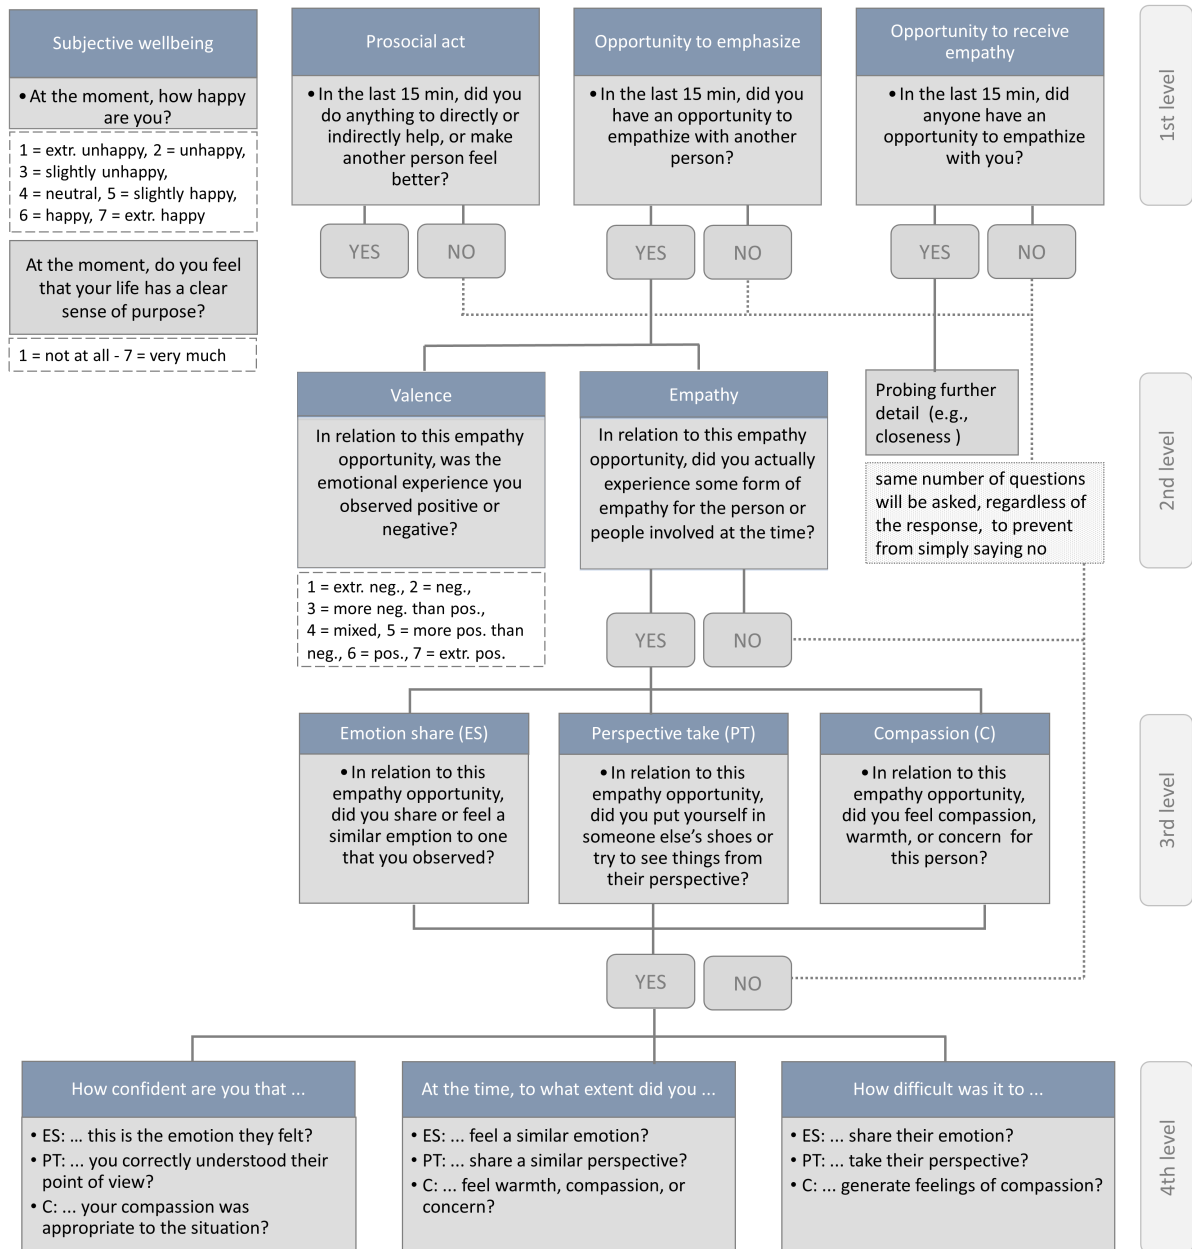 Subjective wellbeing
• At the moment, how happy
are you?
1 = extr. unhappy, 2 = unhappy,
3 = slightly unhappy,
4 = neutral, 5 = slightly happy,
6 = happy, 7 = extr. happy
At the moment, do you feel
that your life has a clear
sense of purpose?
1 = not at all - 7 = very much
Prosocial act
• In the last 15 min, did you
do anything to directly or
indirectly help, or make
another person feel
better?
YES
NO
Opportunity to emphasize
• In the last 15 min, did you
have an opportunity to
empathize with another
person?
YES
NO
Opportunity to receive
empathy
• In the last 15 min, did
anyone have an
opportunity to empathize
with you?
YES
NO
1st level
Valence
In relation to this empathy
opportunity, was the
emotional experience you
observed positive or
negative?
1 = extr. neg., 2 = neg.,
3 = more neg. than pos.,
4 = mixed, 5 = more pos. than
neg., 6 = pos., 7 = extr. pos.
Empathy
In relation to this empathy
opportunity, did you actually
experience some form of
empathy for the person or
people involved at the time?
YES
NO
Probing further
detail (e.g.,
closeness )
same number of questions
will be asked, regardless of
the response, to prevent
from simply saying no
2nd level
Emotion share (ES)
• In relation to this
empathy opportunity,
did you share or feel a
similar emption to one
that you observed?
Perspective take (PT)
• In relation to this
empathy opportunity,
did you put yourself in
someone else's shoes or
try to see things from
their perspective?
Compassion (C)
• In relation to this
empathy opportunity,
did you feel compassion,
warmth, or concern for
this person?
3rd level
YES
NO
How confident are you that ...
• ES: ... this is the emotion they felt?
• PT: ... you correctly understood their
point of view?
• C: ... your compassion was
appropriate to the situation?
At the time, to what extent did you ...
• ES: ... feel a similar emotion?
• PT: ... share a similar perspective?
• C: ... feel warmth, compassion, or
concern?
How difficult was it to ...
• ES: ... share their emotion?
• PT: ... take their perspective?
• C: ... generate feelings of compassion?
4th level